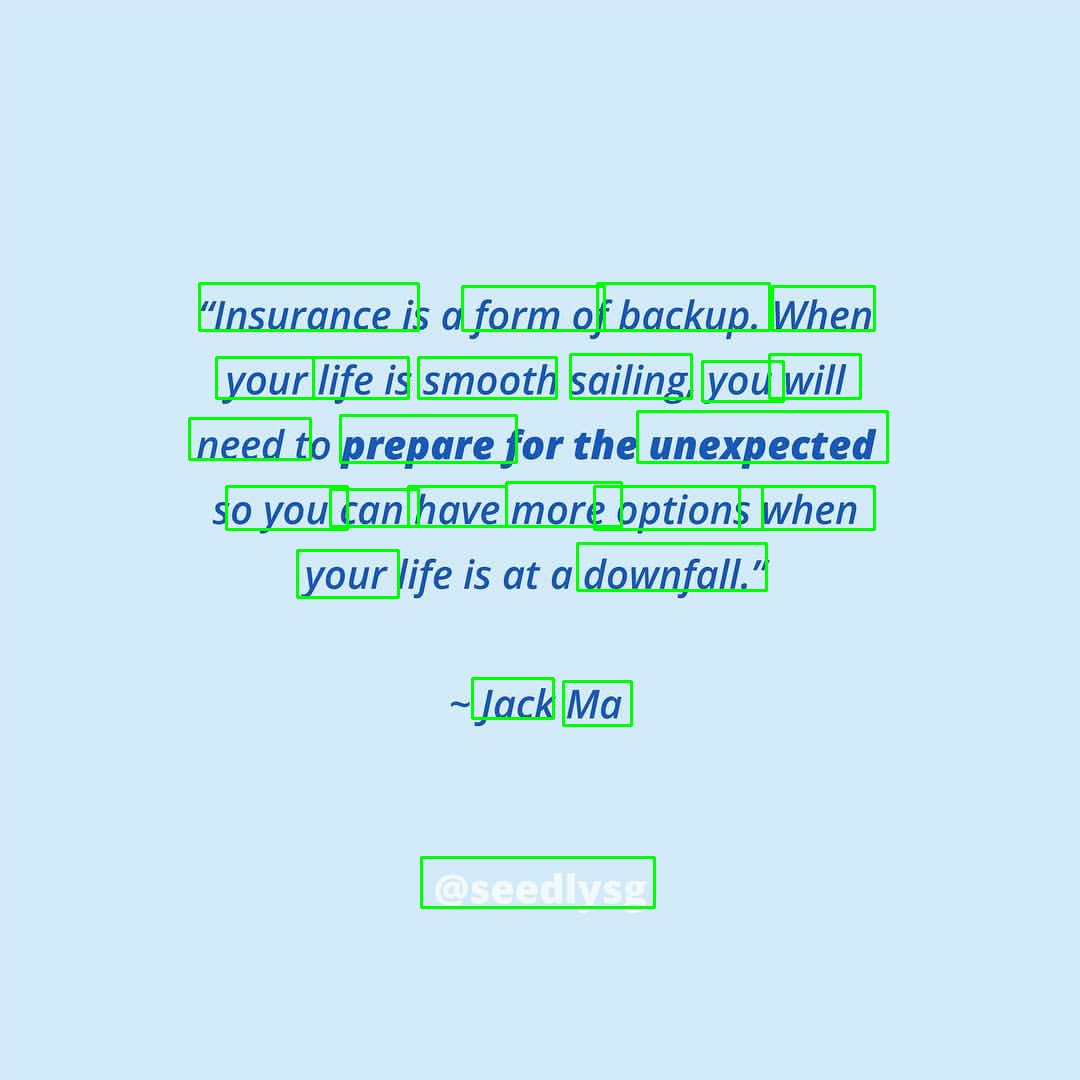 “Insurance is a form of backup. When
your life is smooth sailing, you will
need to prepare for the unexpected
so you can have more options when
your life is at a downfall.”
~ Jack Ma
@seedlysg